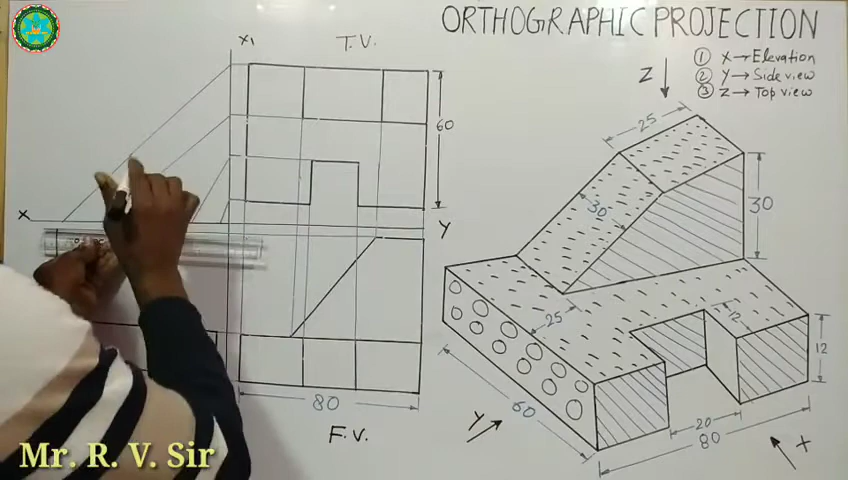 ORTHOGRAPHIC PROJECTION
① X→Elevation
② Y→Side view
③ Z→Top view
X1
T.V.
60
X
Y
80
F.V.
Z
25
30
30
25
12
12
20
60
80
Y
X
Mr. R. V. Sir